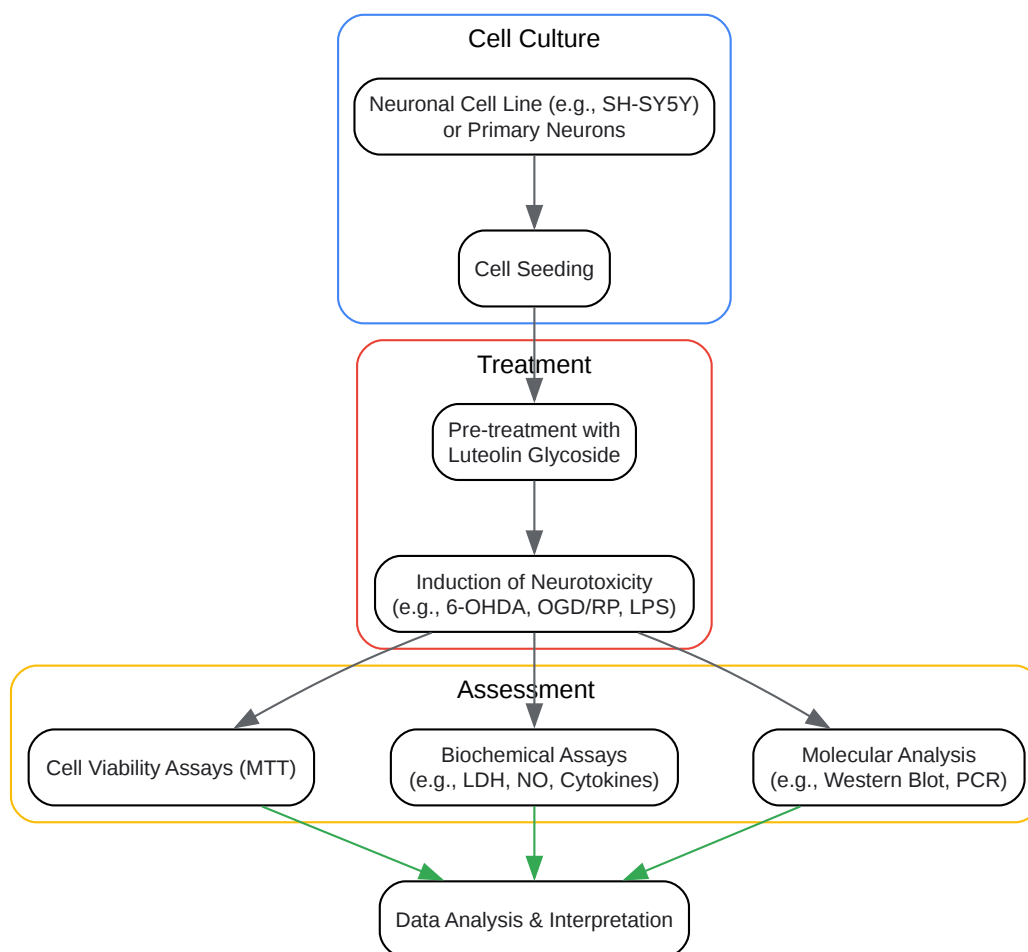 Cell Culture
Neuronal Cell Line (e.g., SH-SY5Y)
or Primary Neurons
Cell Seeding
Treatment
Pre-treatment with
Luteolin Glycoside
Induction of Neurotoxicity
(e.g., 6-OHDA, OGD/RP, LPS)
Assessment
Cell Viability Assays (MTT)
Biochemical Assays
(e.g., LDH, NO, Cytokines)
Molecular Analysis
(e.g., Western Blot, PCR)
Data Analysis & Interpretation